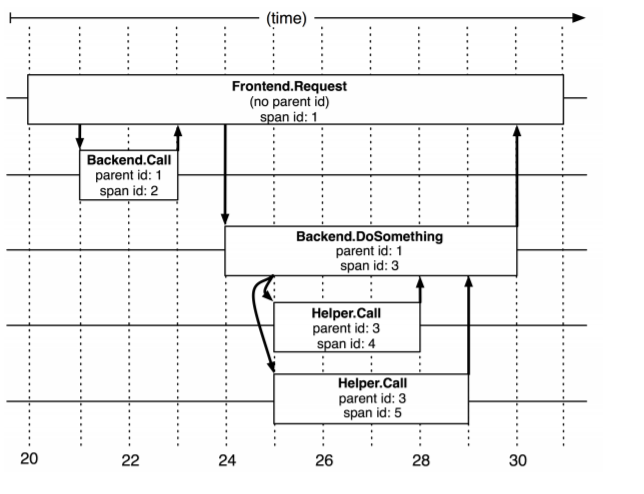 (time)
Frontend.Request
(no parent id)
span id: 1
Backend.Call
parent id: 1
span id: 2
Backend.DoSomething
parent id: 1
span id: 3
Helper.Call
parent id: 3
span id: 4
Helper.Call
parent id: 3
span id: 5
20 22 24 26 28 30